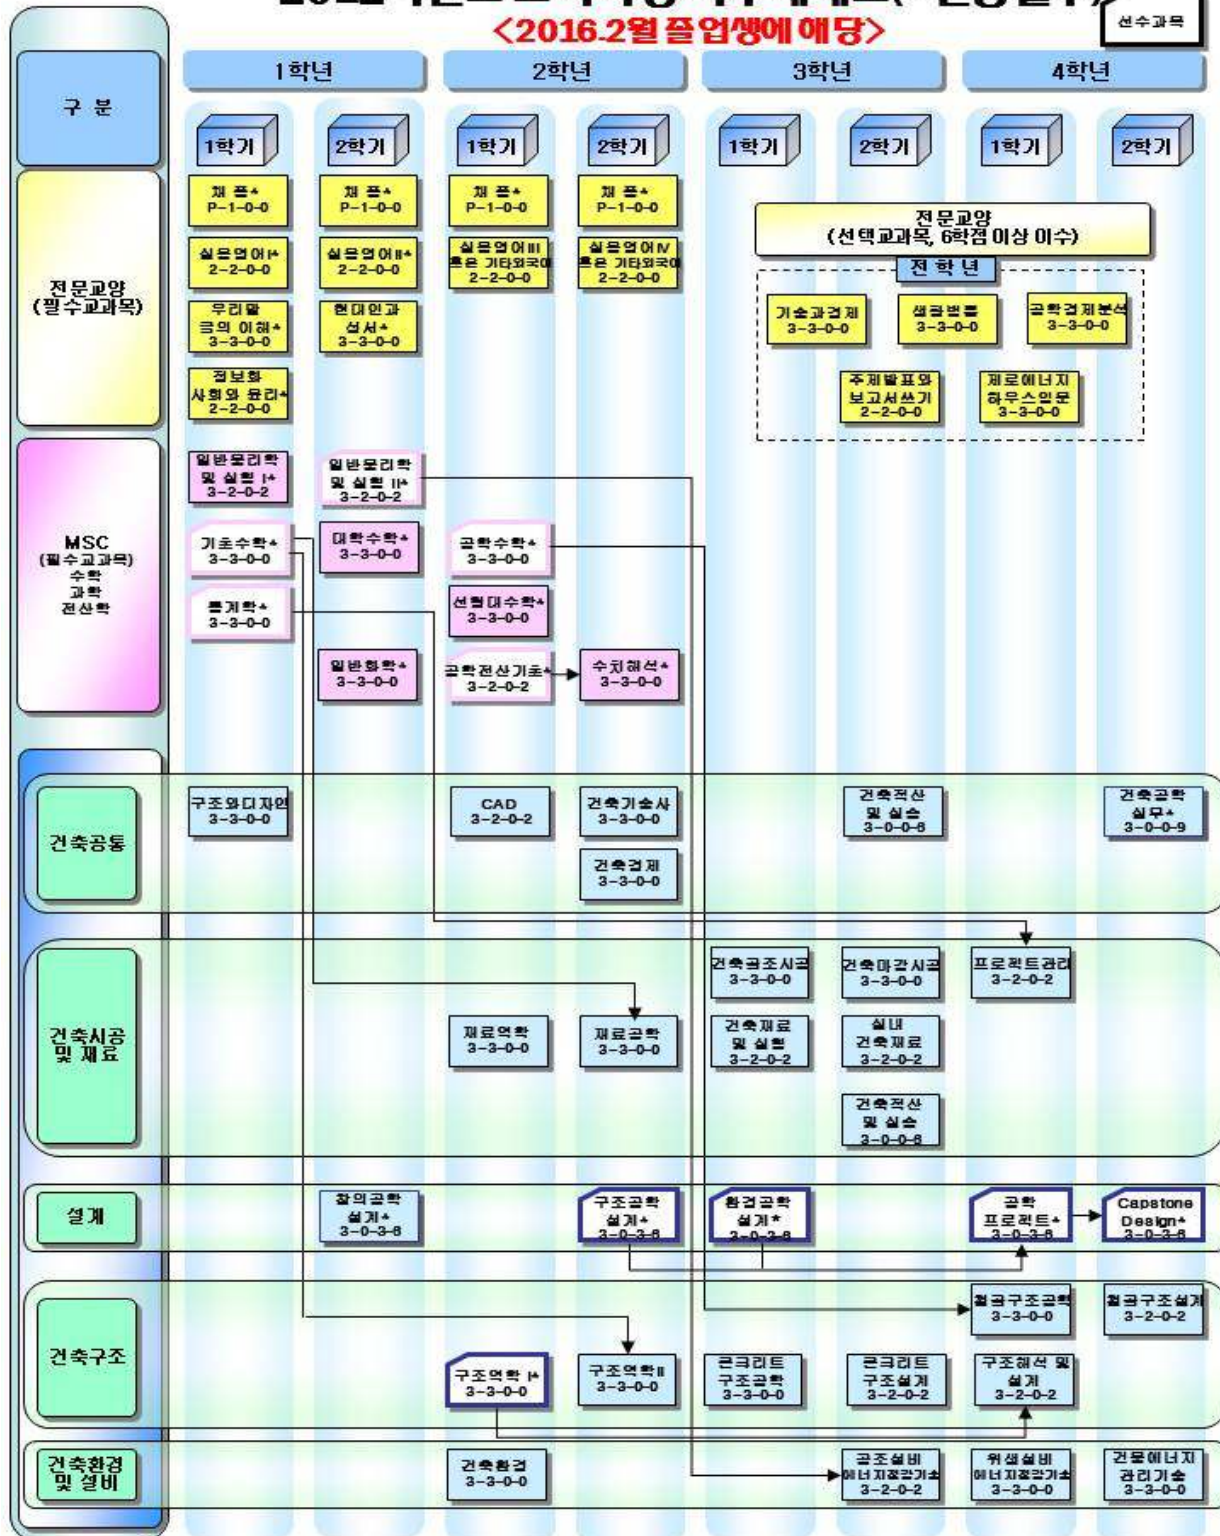 <2016.2월 졸업생에 해당>
선수과목
구 분
1학년
2학년
3학년
4학년
1학기
2학기
1학기
2학기
1학기
2학기
1학기
2학기
전문교양
(필수교과목)
채 플*
P-1-0-0
채 플*
P-1-0-0
채 플*
P-1-0-0
채 플*
P-1-0-0
실용영어I*
2-2-0-0
실용영어II*
2-2-0-0
실용영어III
혹은 기타외국어
2-2-0-0
실용영어IV
혹은 기타외국어
2-2-0-0
우리말
글의 이해*
3-3-0-0
현대인과
성서*
3-3-0-0
정보화
사회와 윤리*
2-2-0-0
전문교양
(선택교과목, 6학점 이상 이수)
전 학 년
기술과경제
3-3-0-0
생활법률
3-3-0-0
공학경제분석
3-3-0-0
주제발표와
보고서쓰기
2-2-0-0
제로에너지
하우스입문
3-3-0-0
MSC
(필수교과목)
수학
과학
전산학
일반물리학
및 실험 I*
3-2-0-2
일반물리학
및 실험 II*
3-2-0-2
기초수학*
3-3-0-0
대학수학*
3-3-0-0
공학수학*
3-3-0-0
통계학*
3-3-0-0
선형대수학*
3-3-0-0
일반화학*
3-3-0-0
공학전산기초*
3-2-0-2
수치해석*
3-3-0-0
건축공통
구조와디자인
3-3-0-0
CAD
3-2-0-2
건축기술사
3-3-0-0
건축적산
및 실습
3-0-0-6
건축공학
실무*
3-0-0-9
건축경제
3-3-0-0
건축시공
및 재료
건축골조시공
3-3-0-0
건축마감시공
3-3-0-0
프로젝트관리
3-2-0-2
재료역학
3-3-0-0
재료공학
3-3-0-0
건축재료
및 실험
3-2-0-2
실내
건축재료
3-2-0-2
건축적산
및 실습
3-0-0-6
설계
창의공학
설계*
3-0-3-6
구조공학
설계*
3-0-3-6
환경공학
설계*
3-0-3-6
공학
프로젝트*
3-0-3-6
Capstone
Design*
3-0-3-6
건축구조
철골구조공학
3-3-0-0
철골구조설계
3-2-0-2
구조역학 I*
3-3-0-0
구조역학II
3-3-0-0
콘크리트
구조공학
3-3-0-0
콘크리트
구조설계
3-2-0-2
구조해석 및
설계
3-2-0-2
건축환경
및 설비
건축환경
3-3-0-0
공조설비
에너지절감기술
3-2-0-2
위생설비
에너지절감기술
3-3-0-0
건물에너지
관리기술
3-3-0-0